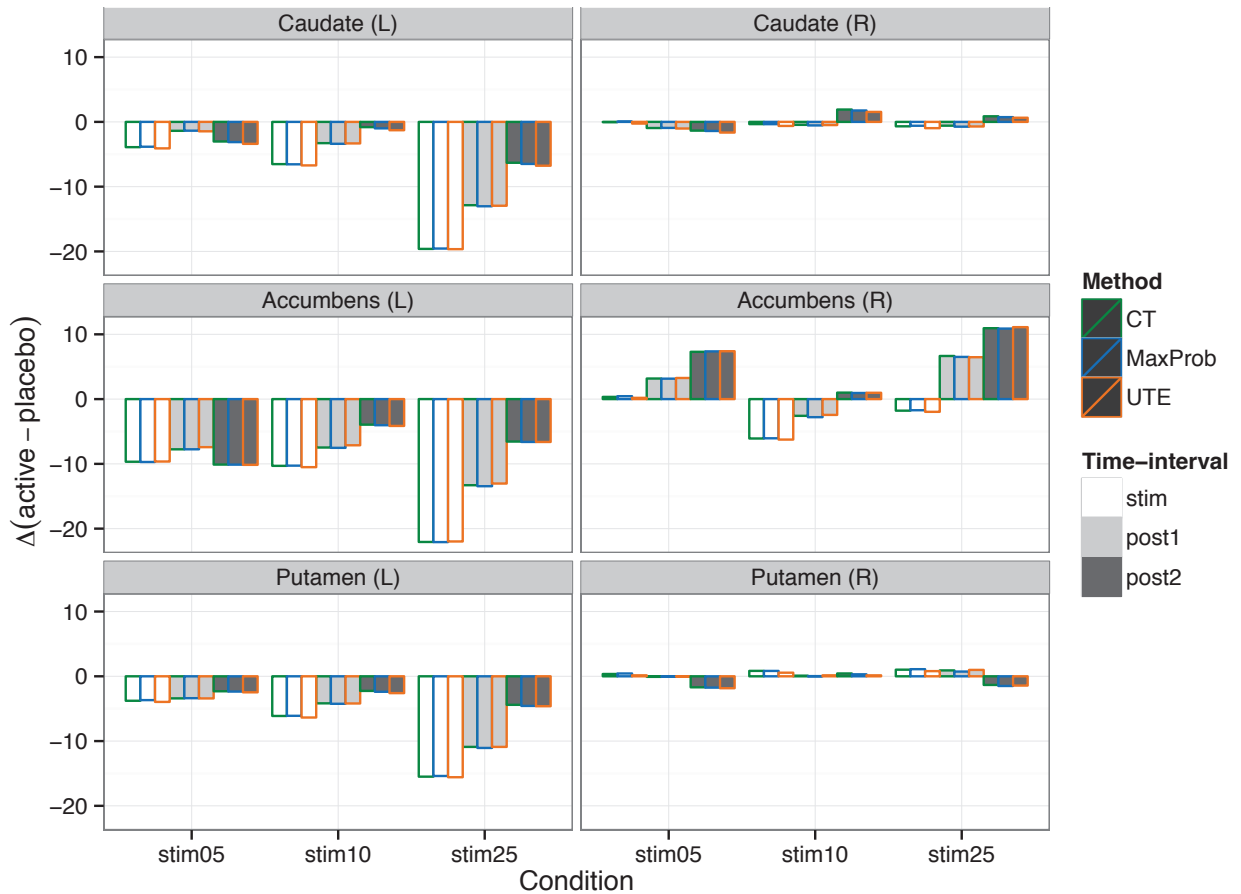 Caudate (L)
Caudate (R)
10
0
−10
−20
Accumbens (L)
Accumbens (R)
10
0
−10
−20
Putamen (L)
Putamen (R)
10
0
−10
−20
Δ(active − placebo)
stim05
stim10
stim25
stim05
stim10
stim25
Condition
Method
CT
MaxProb
UTE
Time−interval
stim
post1
post2